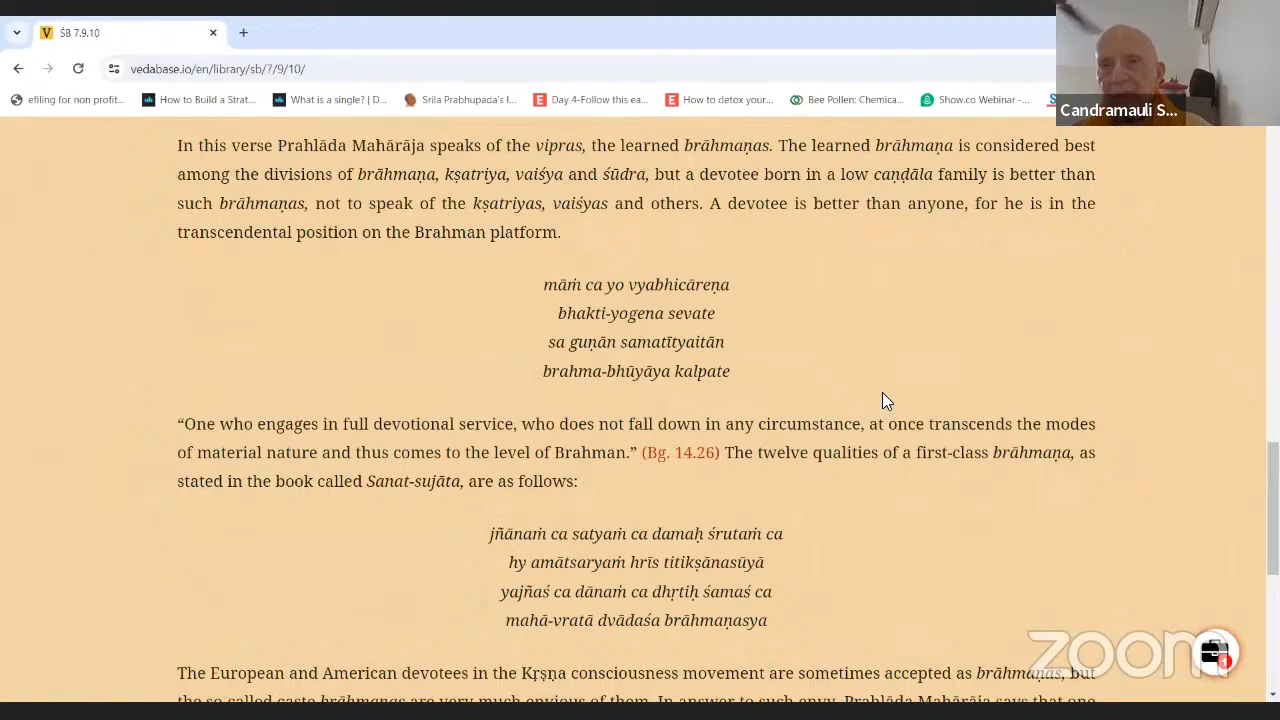 ŚB 7.9.10
vedabase.io/en/library/sb/7/9/10/
efiling for non profit... How to Build a Strat... What is a single? | D... Srila Prabhupada's I... Day 4-Follow this ea... How to detox your... Bee Pollen: Chemica... Show.co Webinar -...
Candramauli S...
In this verse Prahlāda Mahārāja speaks of the vipras, the learned brāhmaṇas. The learned brāhmaṇa is considered best
among the divisions of brāhmaṇa, kṣatriya, vaiśya and śūdra, but a devotee born in a low caṇḍāla family is better than
such brāhmaṇas, not to speak of the kṣatriyas, vaiśyas and others. A devotee is better than anyone, for he is in the
transcendental position on the Brahman platform.
māṁ ca yo vyabhicāreṇa
bhakti-yogena sevate
sa guṇān samatītyaitān
brahma-bhūyāya kalpate
“One who engages in full devotional service, who does not fall down in any circumstance, at once transcends the modes
of material nature and thus comes to the level of Brahman.” (Bg. 14.26) The twelve qualities of a first-class brāhmaṇa, as
stated in the book called Sanat-sujāta, are as follows:
jñānaṁ ca satyaṁ ca damaḥ śrutaṁ ca
hy amātsaryaṁ hrīs titikṣānasūyā
yajñaś ca dānaṁ ca dhṛtiḥ śamaś ca
mahā-vratā dvādaśa brāhmaṇasya
zoom
The European and American devotees in the Kṛṣṇa consciousness movement are sometimes accepted as brāhmaṇas, but
the so-called caste brāhmaṇas are very much envious of them. In answer to such envy, Prahlāda Mahārāja says that one